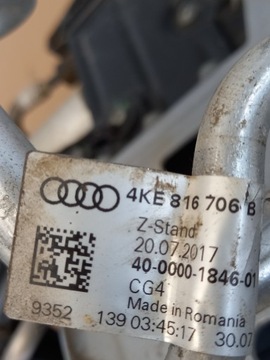 4KE 816 706 B
Z-Stand
20.07.2017
40-0000-1846-01
CG4
Made in Romania
9352 139 03:45:17 30.07